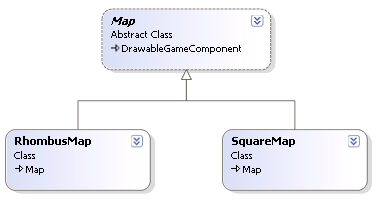 Map
Abstract Class
DrawableGameComponent
RhombusMap
Class
Map
SquareMap
Class
Map